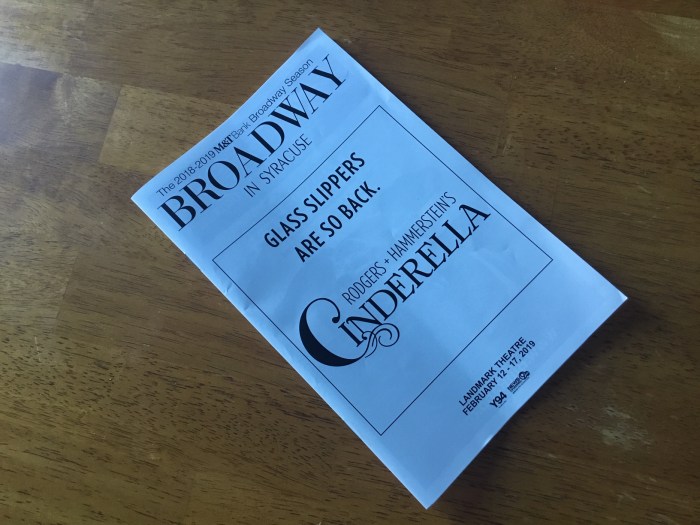 The 2018-2019 M&T Bank Broadway Season
BROADWAY
IN SYRACUSE
GLASS SLIPPERS
ARE SO BACK.
RODGERS + HAMMERSTEIN'S
CINDERELLA
LANDMARK THEATRE
FEBRUARY 12 - 17, 2019
Y94